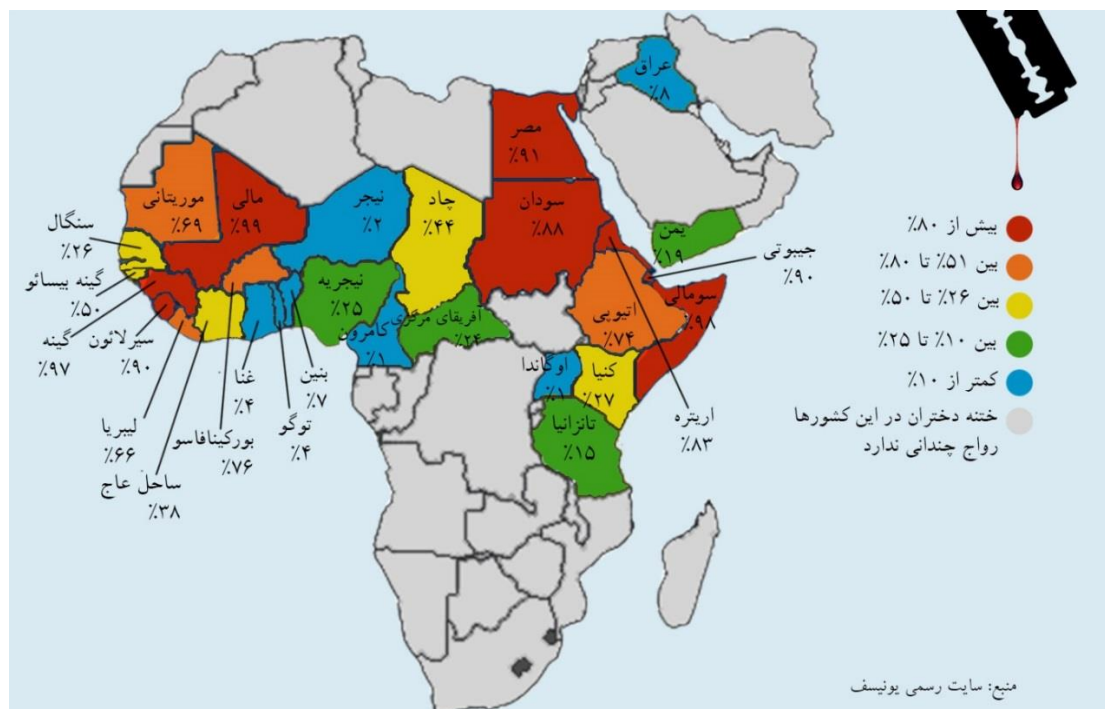 عراق
٪۸
مصر
٪۹۱
موریتانی
٪۶۹
مالی
٪۹۹
نیجر
٪۲
چاد
٪۴۴
سودان
٪۸۸
یمن
٪۱۹
جیبوتی
٪۹۰
سنگال
٪۲۶
گینه بیسائو
٪۵۰
گینه
٪۹۷
سیرلائون
٪۹۰
لیبریا
٪۶۶
ساحل عاج
٪۳۸
غنا
٪۴
بورکینافاسو
٪۷۶
توگو
٪۴
بنین
٪۷
نیجریه
٪۲۵
کامرون
٪۱
آفریقای مرگزی
٪۲۴
اتیوپی
٪۷۴
سومالی
٪۹۸
اوگاندا
٪۱
کنیا
٪۲۷
تانزانیا
٪۱۵
اریتره
٪۸۳
بیش از ۸۰٪
بین ۵۱٪ تا ۸۰٪
بین ۲۶٪ تا ۵۰٪
بین ۱۰٪ تا ۲۵٪
کمتر از ۱۰٪
ختنه دختران در این کشورها
رواج چندانی ندارد
منبع: سایت رسمی یونیسف